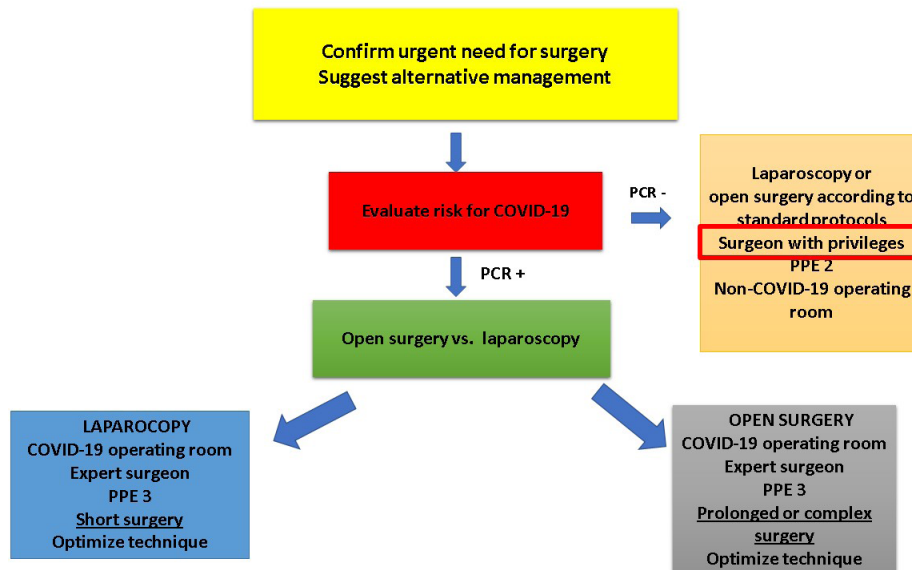 Confirm urgent need for surgery
Suggest alternative management
Evaluate risk for COVID-19
PCR -
Laparoscopy or
open surgery according to
standard protocols
Surgeon with privileges
PPE 2
Non-COVID-19 operating
room
PCR +
Open surgery vs. laparoscopy
LAPAROCOPY
COVID-19 operating room
Expert surgeon
PPE 3
Short surgery
Optimize technique
OPEN SURGERY
COVID-19 operating room
Expert surgeon
PPE 3
Prolonged or complex
surgery
Optimize technique